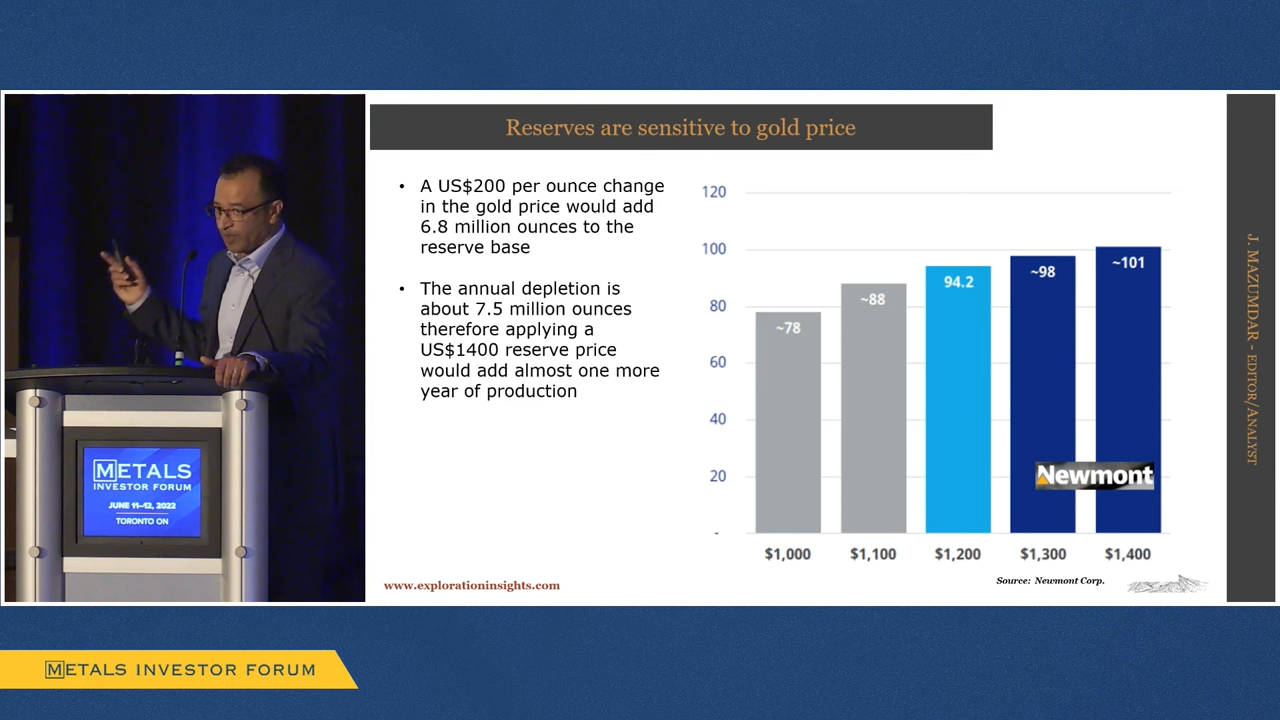 Reserves are sensitive to gold price
• A US$200 per ounce change
in the gold price would add
6.8 million ounces to the
reserve base
• The annual depletion is
about 7.5 million ounces
therefore applying a
US$1400 reserve price
would add almost one more
year of production
120
100
80
60
40
20
-
~78
~88
94.2
~98
~101
Newmont
$1,000
$1,100
$1,200
$1,300
$1,400
Source: Newmont Corp.
www.explorationinsights.com
J. MAZUMDAR - EDITOR/ANALYST
METALS
INVESTOR FORUM
JUNE 11-12, 2022
TORONTO ON
METALS INVESTOR FORUM